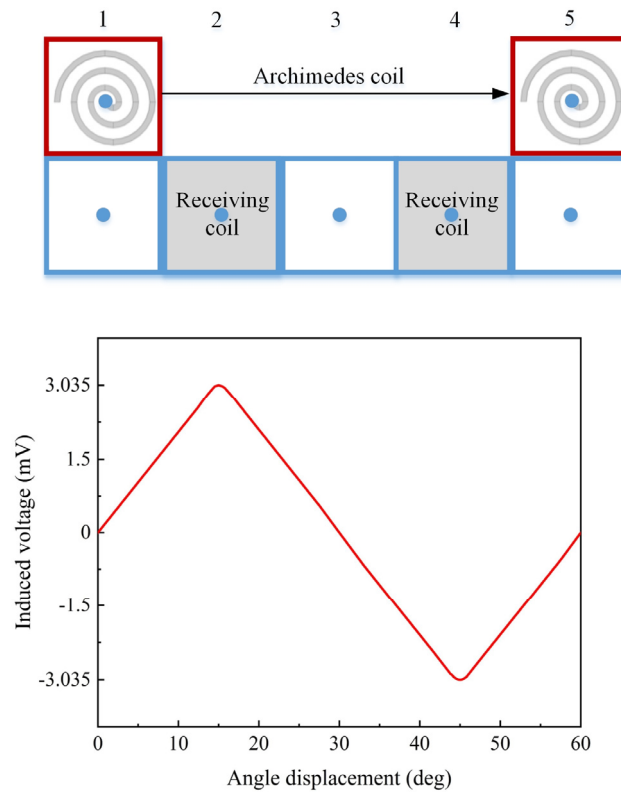 1 2 3 4 5
Archimedes coil
Receiving coil
Receiving coil
3.035
1.5
0
-1.5
-3.035
Induced voltage (mV)
0 10 20 30 40 50 60
Angle displacement (deg)